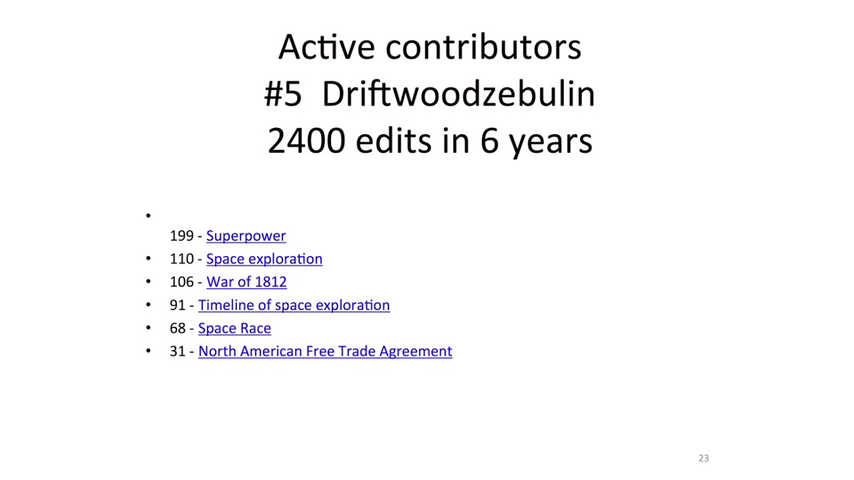 Active contributors
#5  Driftwoodzebulin
2400 edits in 6 years
•
199 - Superpower
• 110 - Space exploration
• 106 - War of 1812
• 91 - Timeline of space exploration
• 68 - Space Race
• 31 - North American Free Trade Agreement
23